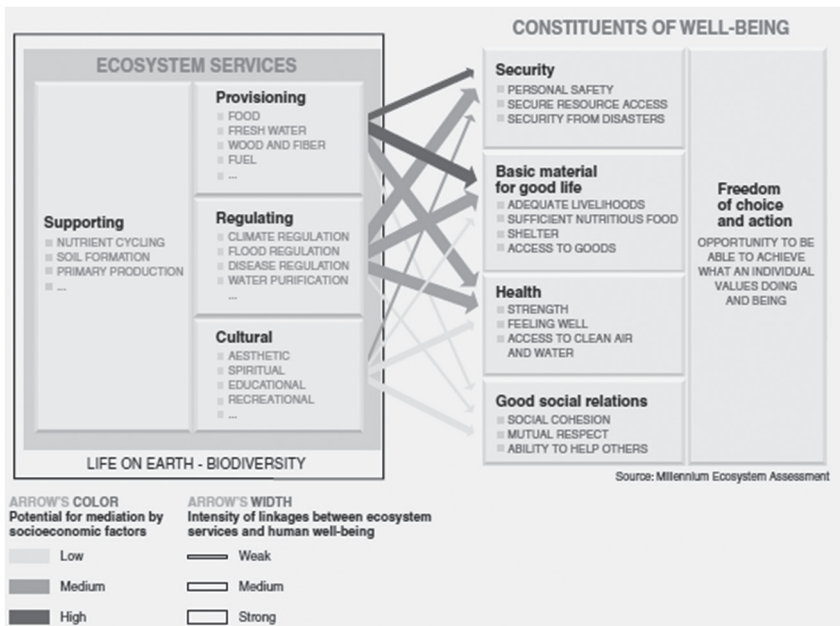 CONSTITUENTS OF WELL-BEING
ECOSYSTEM SERVICES
Supporting
NUTRIENT CYCLING
SOIL FORMATION
PRIMARY PRODUCTION
...
Provisioning
FOOD
FRESH WATER
WOOD AND FIBER
FUEL
...
Regulating
CLIMATE REGULATION
FLOOD REGULATION
DISEASE REGULATION
WATER PURIFICATION
...
Cultural
AESTHETIC
SPIRITUAL
EDUCATIONAL
RECREATIONAL
...
LIFE ON EARTH - BIODIVERSITY
Security
PERSONAL SAFETY
SECURE RESOURCE ACCESS
SECURITY FROM DISASTERS
Basic material
for good life
ADEQUATE LIVELIHOODS
SUFFICIENT NUTRITIOUS FOOD
SHELTER
ACCESS TO GOODS
Health
STRENGTH
FEELING WELL
ACCESS TO CLEAN AIR
AND WATER
Good social relations
SOCIAL COHESION
MUTUAL RESPECT
ABILITY TO HELP OTHERS
Freedom
of choice
and action
OPPORTUNITY TO BE
ABLE TO ACHIEVE
WHAT AN INDIVIDUAL
VALUES DOING
AND BEING
Source: Millennium Ecosystem Assessment
ARROW'S COLOR
Potential for mediation by
socioeconomic factors
Low
Medium
High
ARROW'S WIDTH
Intensity of linkages between ecosystem
services and human well-being
Weak
Medium
Strong